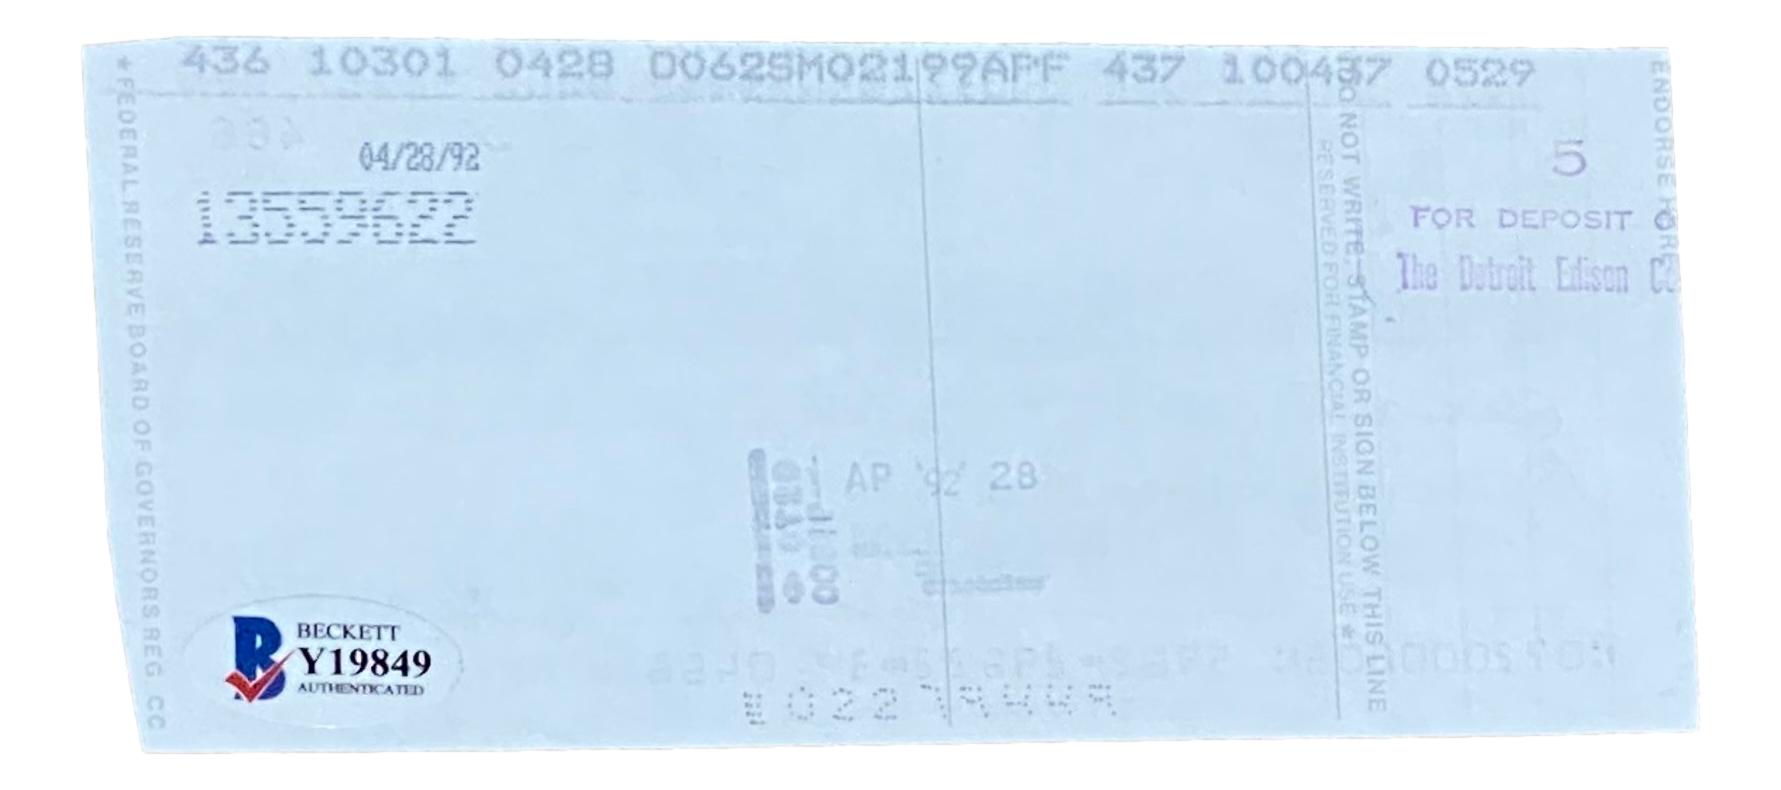 436 10301 0428 D0625M02199APF 437 100437 0529
04/28/92
13559622
5
FOR DEPOSIT O
The Detroit Edison Co
ENDORSE HERE
DO NOT WRITE, STAMP OR SIGN BELOW THIS LINE
RESERVED FOR FINANCIAL INSTITUTION USE *
* FEDERAL RESERVE BOARD OF GOVERNORS REG CC
AP '92 28
BECKETT
Y19849
AUTHENTICATED